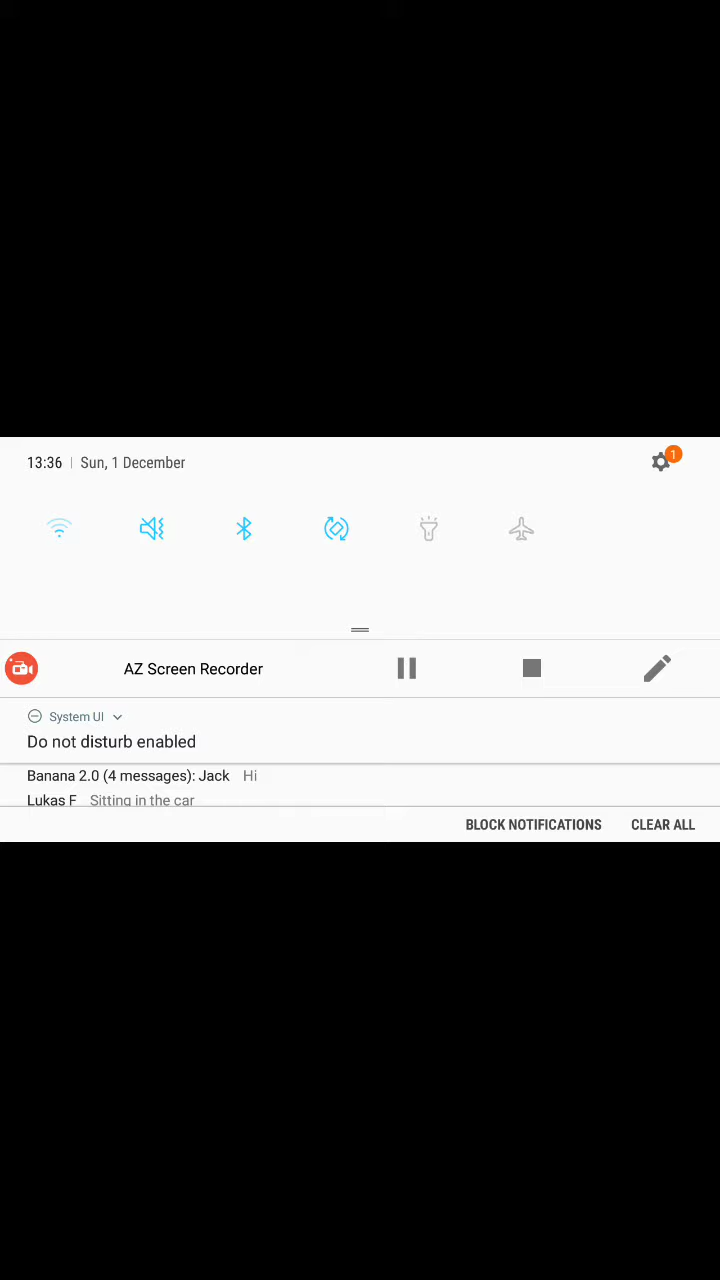 13:36 | Sun, 1 December
1
AZ Screen Recorder
System UI
Do not disturb enabled
Banana 2.0 (4 messages): Jack Hi
Lukas F Sitting in the car
BLOCK NOTIFICATIONS CLEAR ALL